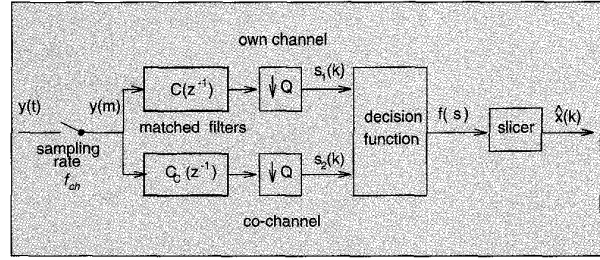 own channel
y(t)
y(m)
C(z⁻¹)
↓ Q
s₁(k)
matched filters
sampling
rate
f_ch
decision
function
f( s)
slicer
x̂(k)
C_C(z⁻¹)
↓ Q
s₂(k)
co-channel